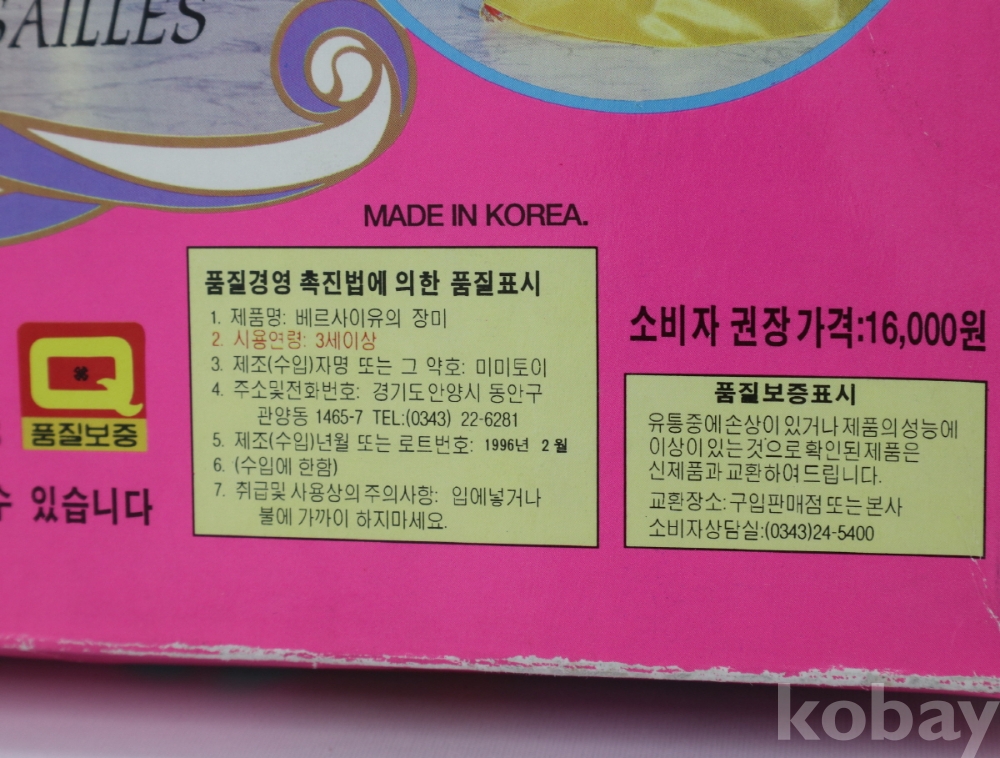 SAILLES
MADE IN KOREA.
품질경영 촉진법에 의한 품질표시
1. 제품명: 베르사이유의 장미
2. 시용연령: 3세이상
3. 제조(수입)자명 또는 그 약호: 미미토이
4. 주소및전화번호: 경기도안양시 동안구
관양동 1465-7 TEL:(0343) 22-6281
5. 제조(수입)년월 또는 로트번호: 1996년 2월
6. (수입에 한함)
7. 취급및 사용상의주의사항: 입에넣거나
불에 가까이 하지마세요.
Q
품질보증
수 있습니다
소비자 권장가격:16,000원
품질보증표시
유통중에손상이있거나제품의성능에
이상이있는것으로확인된제품은
신제품과교환하여드립니다.
교환장소:구입판매점또는본사
소비자상담실:(0343)24-5400
kobay